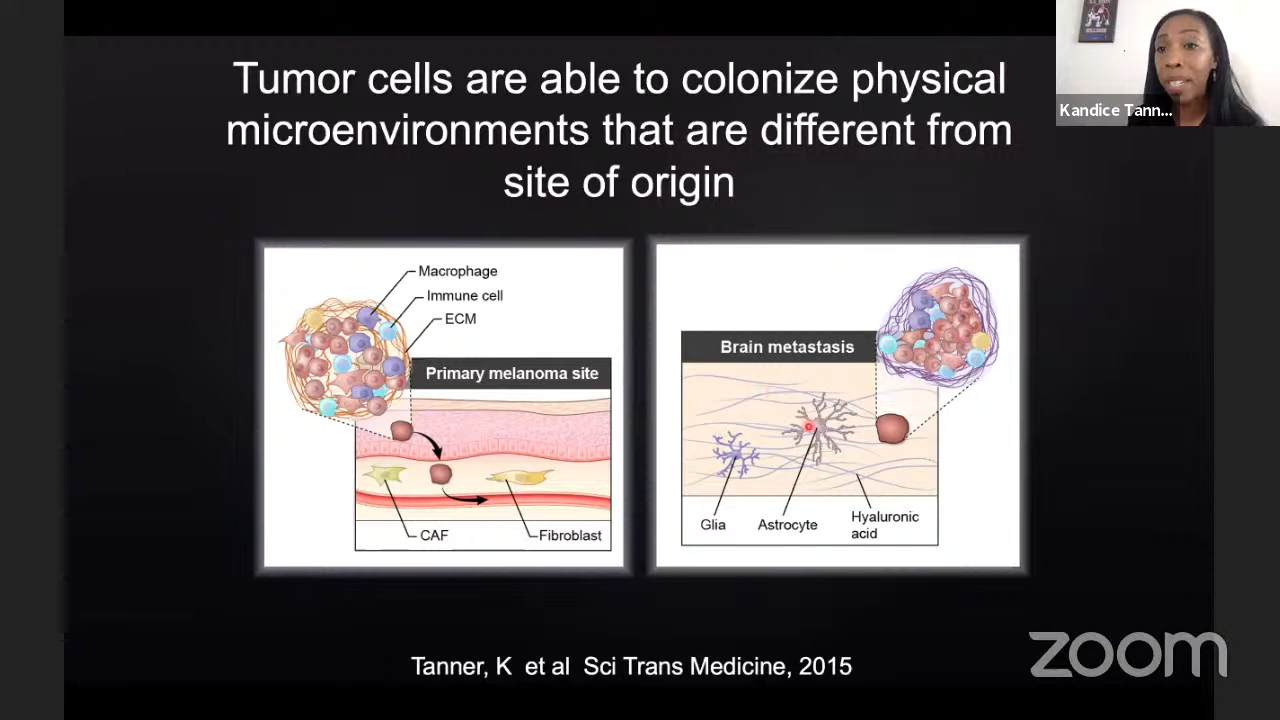 Tumor cells are able to colonize physical
microenvironments that are different from
site of origin
Kandice Tann...
Macrophage
Immune cell
ECM
Primary melanoma site
CAF
Fibroblast
Brain metastasis
Glia
Astrocyte
Hyaluronic
acid
Tanner, K et al Sci Trans Medicine, 2015
zoom